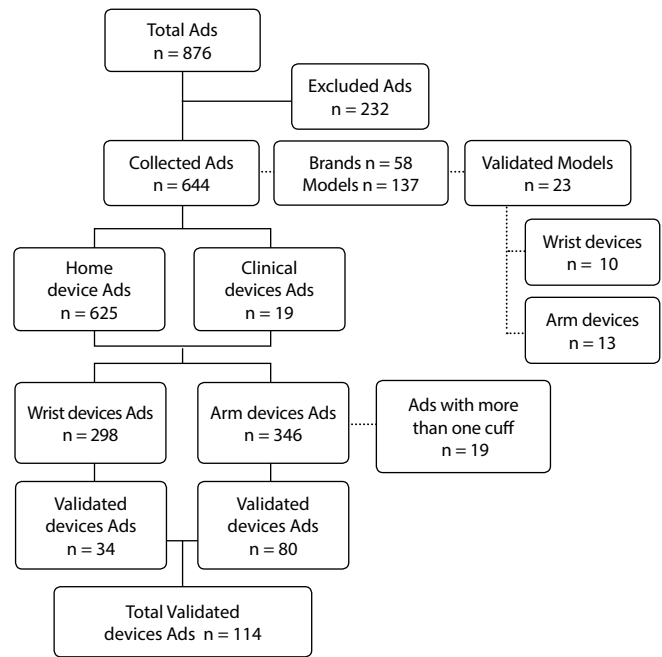 Total Ads
n = 876
Excluded Ads
n = 232
Collected Ads
n = 644
Brands n = 58
Models n = 137
Validated Models
n = 23
Wrist devices
n = 10
Arm devices
n = 13
Home
device Ads
n = 625
Clinical
devices Ads
n = 19
Wrist devices Ads
n = 298
Arm devices Ads
n = 346
Ads with more
than one cuff
n = 19
Validated
devices Ads
n = 34
Validated
devices Ads
n = 80
Total Validated
devices Ads n = 114